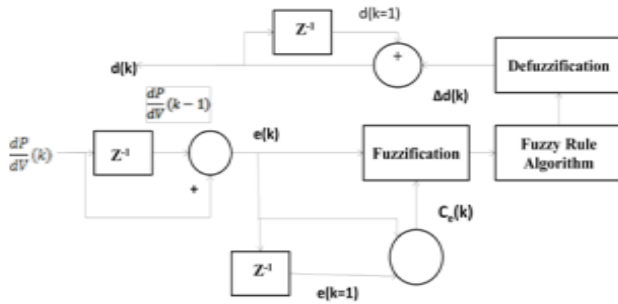 d(k=1)
Z⁻¹
+
d(k)
Defuzzification
Δd(k)
dP/dV (k−1)
e(k)
dP/dV (k)
Z⁻¹
Fuzzification
Fuzzy Rule
Algorithm
+
Cₑ(k)
Z⁻¹
e(k=1)